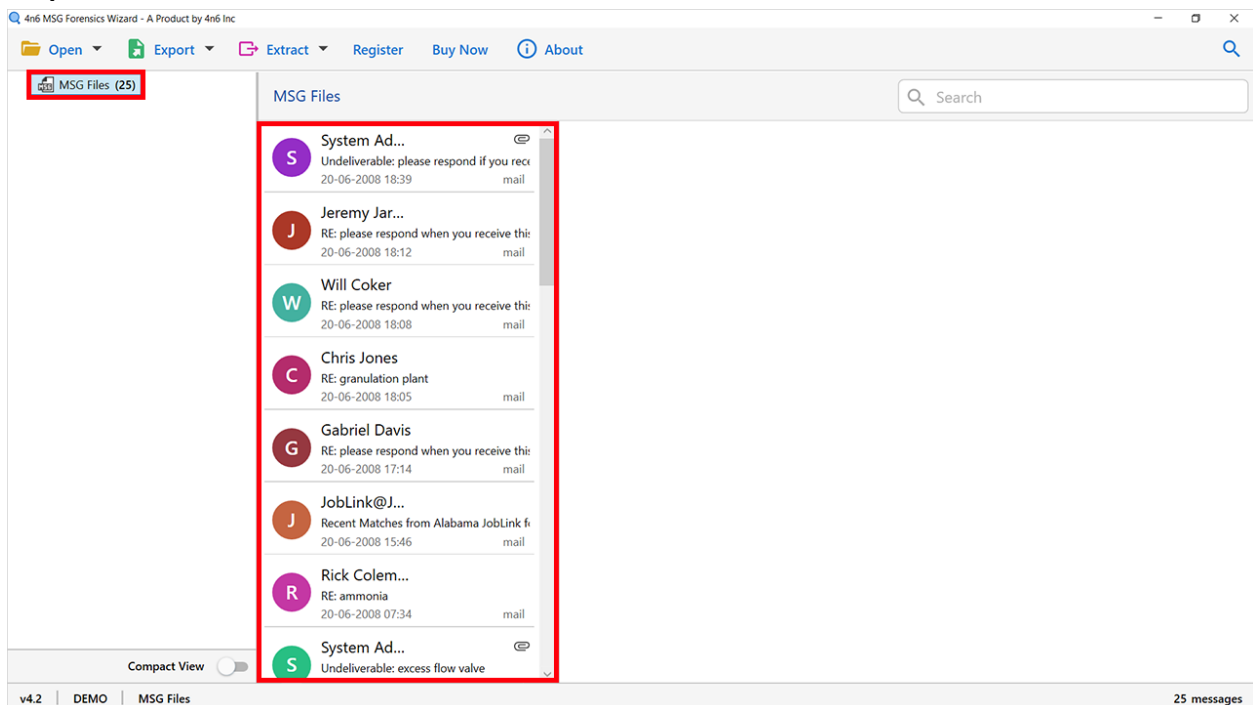 4n6 MSG Forensics Wizard - A Product by 4n6 Inc
Open Export Extract Register Buy Now About
MSG Files (25)
MSG Files
Search
S
System Ad...
Undeliverable: please respond if you rece
20-06-2008 18:39 mail
J
Jeremy Jar...
RE: please respond when you receive this
20-06-2008 18:12 mail
W
Will Coker
RE: please respond when you receive this
20-06-2008 18:08 mail
C
Chris Jones
RE: granulation plant
20-06-2008 18:05 mail
G
Gabriel Davis
RE: please respond when you receive this
20-06-2008 17:14 mail
J
JobLink@J...
Recent Matches from Alabama JobLink f
20-06-2008 15:46 mail
R
Rick Colem...
RE: ammonia
20-06-2008 07:34 mail
S
System Ad...
Undeliverable: excess flow valve
Compact View
v4.2 DEMO MSG Files 25 messages